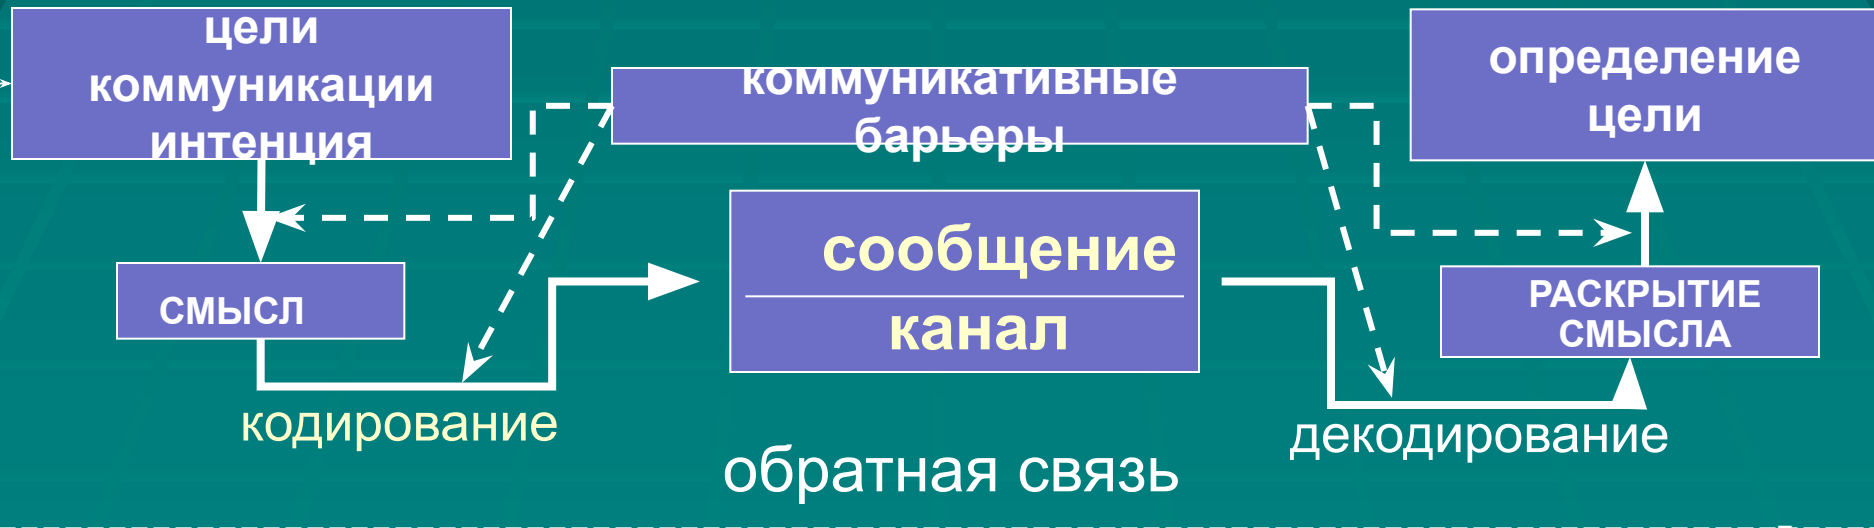 цели
коммуникации
интенция
коммуникативные
барьеры
определение
цели
сообщение
канал
СМЫСЛ
РАСКРЫТИЕ
СМЫСЛА
кодирование
декодирование
обратная связь